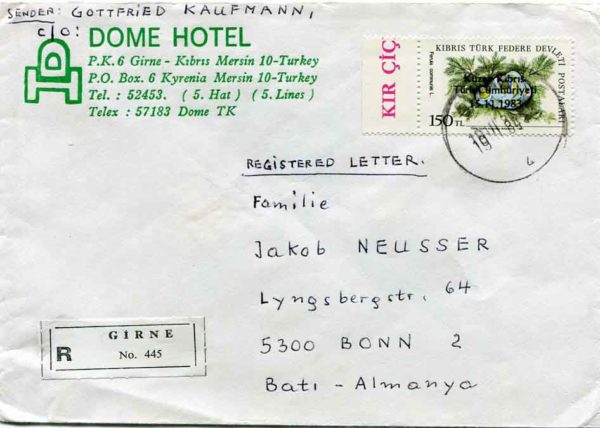 SENDER: GOTTFRIED KAUFMANN,
c/o:
DOME HOTEL
P.K. 6 Girne - Kıbrıs Mersin 10-Turkey
P.O. Box. 6 Kyrenia Mersin 10-Turkey
Tel. : 52453. ( 5. Hat ) ( 5. Lines )
Telex : 57183 Dome TK
KIR ÇİÇ
KIBRIS TÜRK FEDERE DEVLETİ POSTALARI
Kuzey Kıbrıs
Türk Cumhuriyeti
15.11.1983
150 TL
REGISTERED LETTER.
Familie
Jakob NEUSSER
Lyngsbergstr. 64
5300 BONN 2
Batı - Almanya
GİRNE
R No. 445